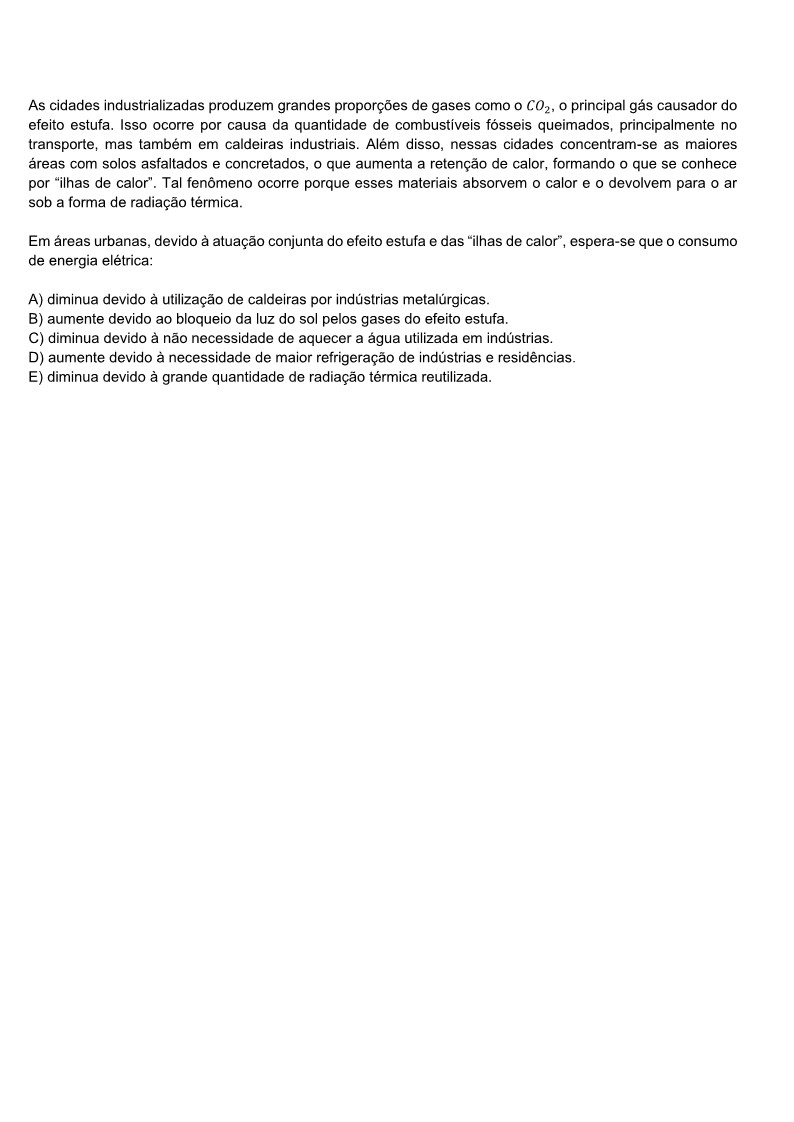 As cidades industrializadas produzem grandes proporções de gases como o CO₂, o principal gás causador do
efeito estufa. Isso ocorre por causa da quantidade de combustíveis fósseis queimados, principalmente no
transporte, mas também em caldeiras industriais. Além disso, nessas cidades concentram-se as maiores
áreas com solos asfaltados e concretados, o que aumenta a retenção de calor, formando o que se conhece
por “ilhas de calor”. Tal fenômeno ocorre porque esses materiais absorvem o calor e o devolvem para o ar
sob a forma de radiação térmica.
Em áreas urbanas, devido à atuação conjunta do efeito estufa e das “ilhas de calor”, espera-se que o consumo
de energia elétrica:
A) diminua devido à utilização de caldeiras por indústrias metalúrgicas.
B) aumente devido ao bloqueio da luz do sol pelos gases do efeito estufa.
C) diminua devido à não necessidade de aquecer a água utilizada em indústrias.
D) aumente devido à necessidade de maior refrigeração de indústrias e residências.
E) diminua devido à grande quantidade de radiação térmica reutilizada.